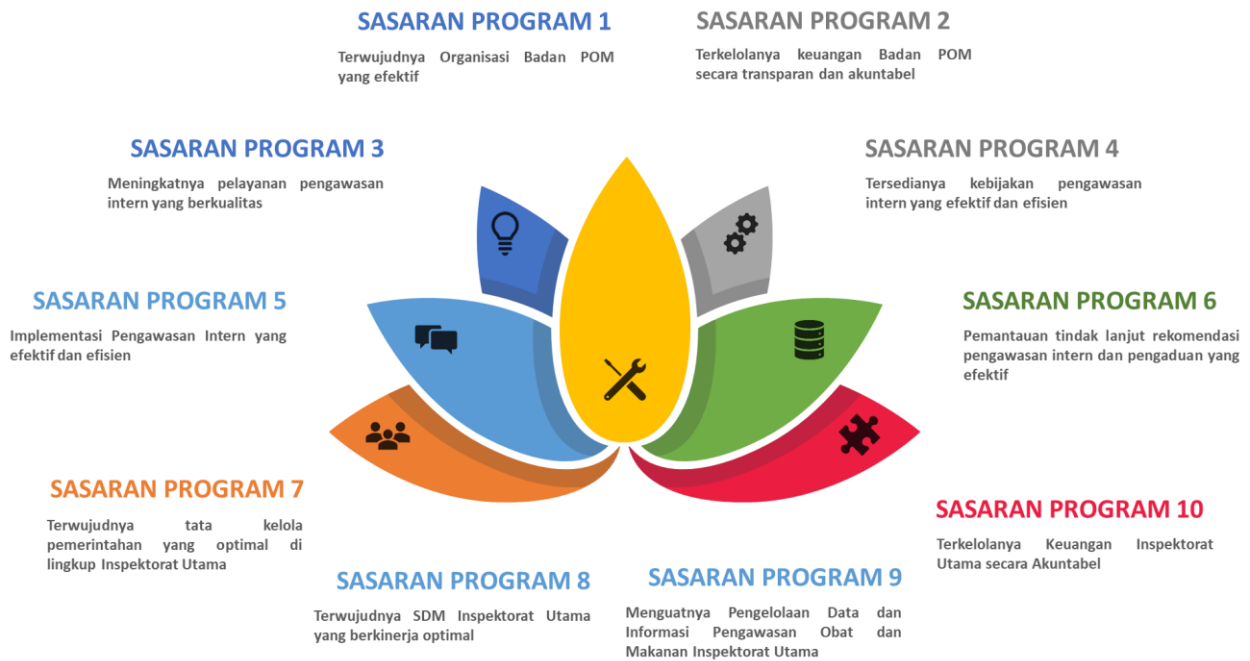 SASARAN PROGRAM 1
Terwujudnya Organisasi Badan POM
yang efektif
SASARAN PROGRAM 2
Terkelolanya keuangan Badan POM
secara transparan dan akuntabel
SASARAN PROGRAM 3
Meningkatnya pelayanan pengawasan
intern yang berkualitas
SASARAN PROGRAM 4
Tersedianya kebijakan pengawasan
intern yang efektif dan efisien
SASARAN PROGRAM 5
Implementasi Pengawasan Intern yang
efektif dan efisien
SASARAN PROGRAM 6
Pemantauan tindak lanjut rekomendasi
pengawasan intern dan pengaduan yang
efektif
SASARAN PROGRAM 7
Terwujudnya tata kelola
pemerintahan yang optimal di
lingkup Inspektorat Utama
SASARAN PROGRAM 8
Terwujudnya SDM Inspektorat Utama
yang berkinerja optimal
SASARAN PROGRAM 9
Menguatnya Pengelolaan Data dan
Informasi Pengawasan Obat dan
Makanan Inspektorat Utama
SASARAN PROGRAM 10
Terkelolanya Keuangan Inspektorat
Utama secara Akuntabel